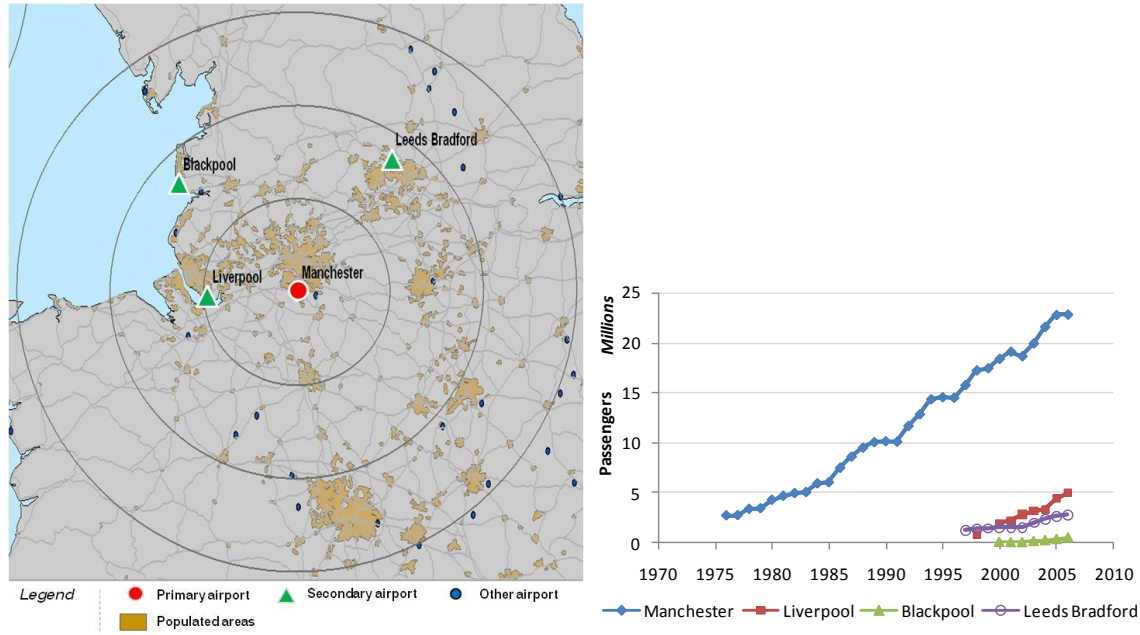 Leeds Bradford
Blackpool
Liverpool
Manchester
Legend
Primary airport
Secondary airport
Other airport
Populated areas
Passengers Millions
25
20
15
10
5
0
1970 1975 1980 1985 1990 1995 2000 2005 2010
Manchester Liverpool Blackpool Leeds Bradford